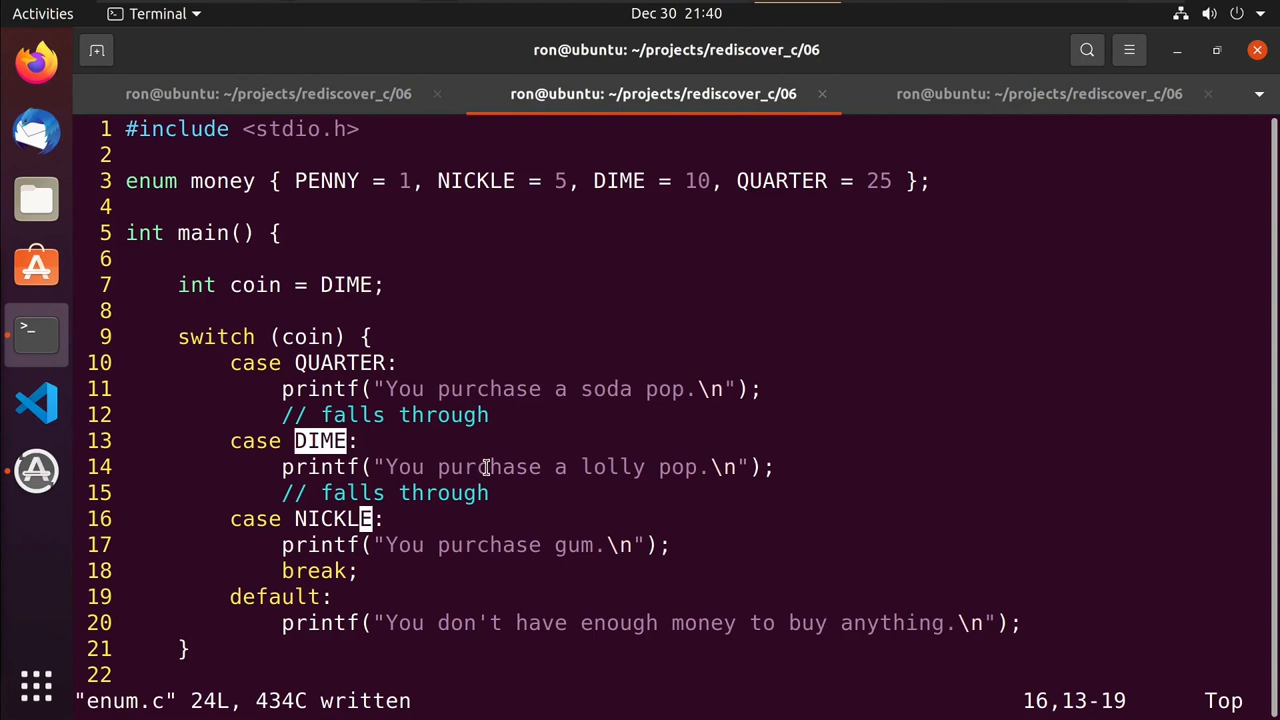 Activities
Terminal
Dec 30 21:40
ron@ubuntu: ~/projects/rediscover_c/06
ron@ubuntu: ~/projects/rediscover_c/06
ron@ubuntu: ~/projects/rediscover_c/06
ron@ubuntu: ~/projects/rediscover_c/06
1 #include <stdio.h>
2
3 enum money { PENNY = 1, NICKLE = 5, DIME = 10, QUARTER = 25 };
4
5 int main() {
6
7     int coin = DIME;
8
9     switch (coin) {
10         case QUARTER:
11             printf("You purchase a soda pop.\n");
12             // falls through
13         case DIME:
14             printf("You purchase a lolly pop.\n");
15             // falls through
16         case NICKLE:
17             printf("You purchase gum.\n");
18             break;
19         default:
20             printf("You don't have enough money to buy anything.\n");
21     }
22
"enum.c" 24L, 434C written 16,13-19 Top